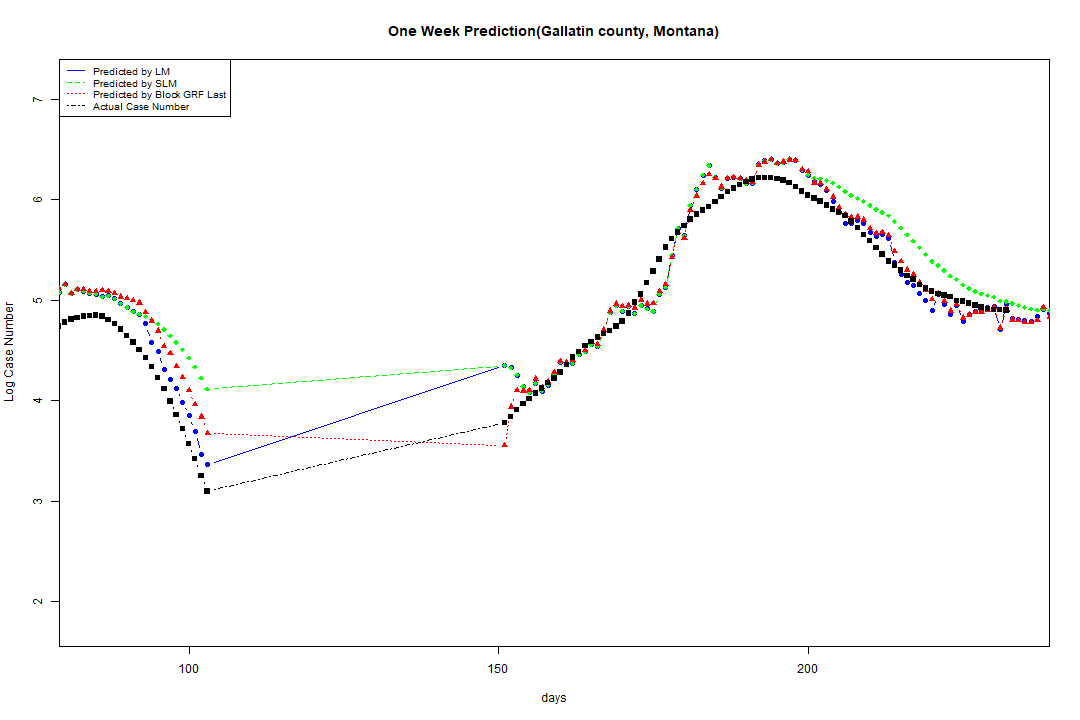 One Week Prediction(Gallatin county, Montana)
Predicted by LM
Predicted by SLM
Predicted by Block GRF Last
Actual Case Number
7
6
5
4
3
2
Log Case Number
100
150
200
days